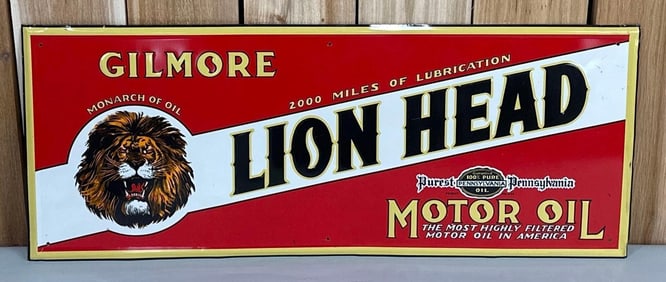 GILMORE
2000 MILES OF LUBRICATION
MONARCH OF OIL
LION HEAD
100% PURE
Purest PENNSYLVANIA Pennsylvania
OIL
MOTOR OIL
THE MOST HIGHLY FILTERED
MOTOR OIL IN AMERICA